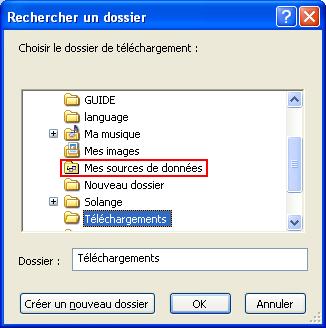 Rechercher un dossier
Choisir le dossier de téléchargement :
GUIDE
language
Ma musique
Mes images
Mes sources de données
Nouveau dossier
Solange
Téléchargements
Dossier : Téléchargements
Créer un nouveau dossier OK Annuler